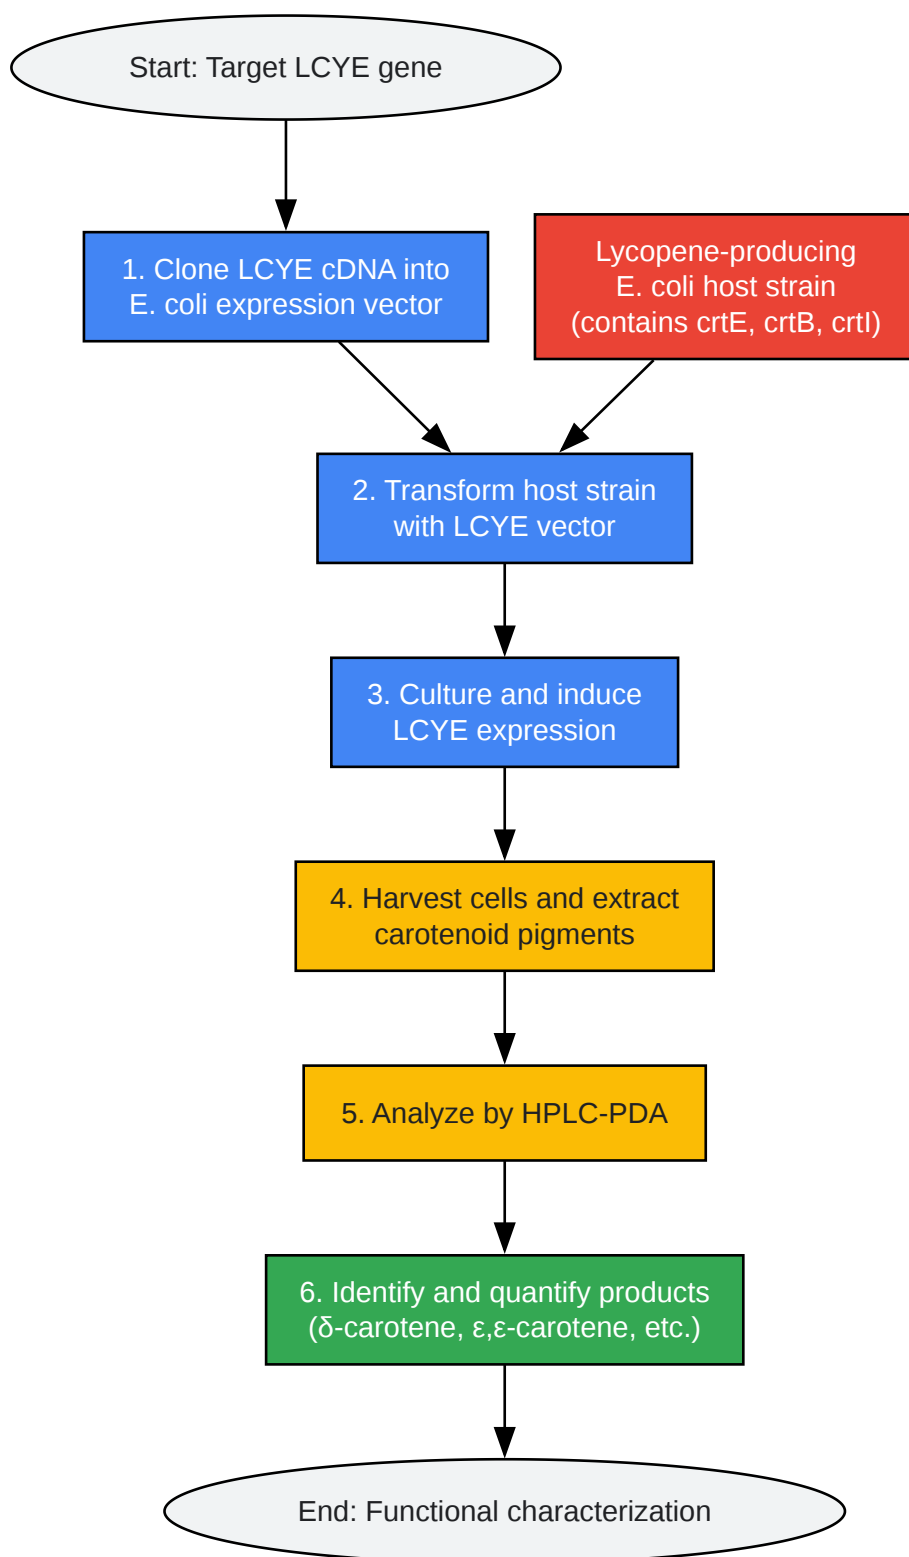 Start: Target LCYE gene
1. Clone LCYE cDNA into
E. coli expression vector
Lycopene-producing
E. coli host strain
(contains crtE, crtB, crtI)
2. Transform host strain
with LCYE vector
3. Culture and induce
LCYE expression
4. Harvest cells and extract
carotenoid pigments
5. Analyze by HPLC-PDA
6. Identify and quantify products
(δ-carotene, ε,ε-carotene, etc.)
End: Functional characterization